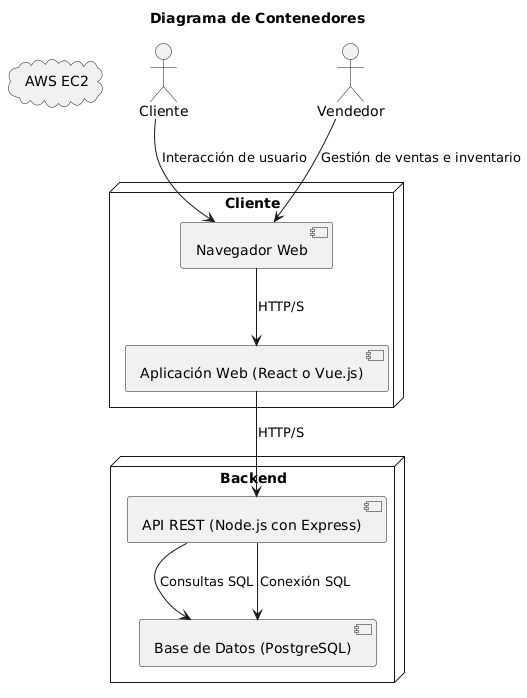 Diagrama de Contenedores
AWS EC2
Cliente
Vendedor
Interacción de usuario
Gestión de ventas e inventario
Cliente
Navegador Web
HTTP/S
Aplicación Web (React o Vue.js)
HTTP/S
Backend
API REST (Node.js con Express)
Consultas SQL
Conexión SQL
Base de Datos (PostgreSQL)